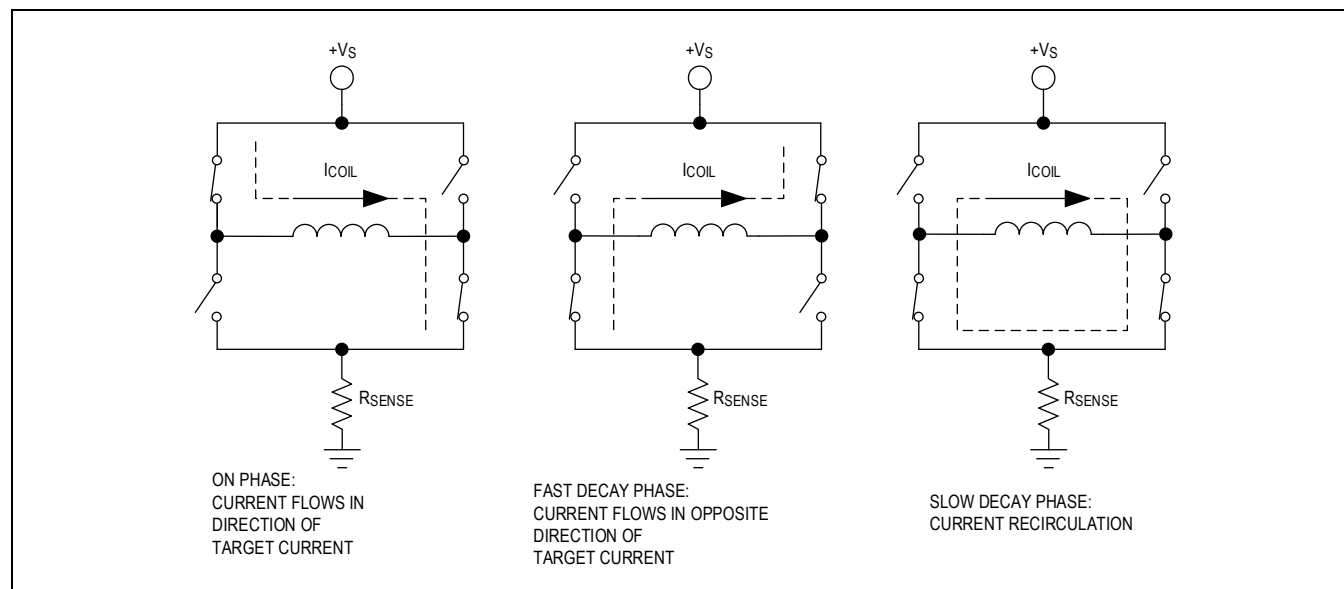 +VS
ICOIL
RSENSE
ON PHASE:
CURRENT FLOWS IN
DIRECTION OF
TARGET CURRENT
+VS
ICOIL
RSENSE
FAST DECAY PHASE:
CURRENT FLOWS IN OPPOSITE
DIRECTION OF
TARGET CURRENT
+VS
ICOIL
RSENSE
SLOW DECAY PHASE:
CURRENT RECIRCULATION